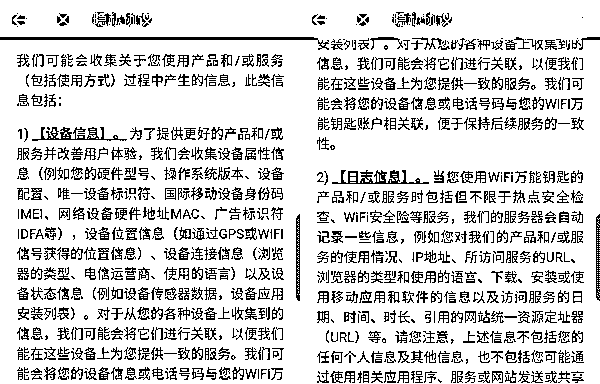 隐私协议
我们可能会收集关于您使用产品和/或服务
（包括使用方式）过程中产生的信息，此类信
息包括：
1)【设备信息】。为了提供更好的产品和/或
服务并改善用户体验，我们会收集设备属性信
息（例如您的硬件型号、操作系统版本、设备
配置、唯一设备标识符、国际移动设备身份码
IMEI、网络设备硬件地址MAC、广告标识符
IDFA等），设备位置信息（如通过GPS或WIFI
信号获得的位置信息）、设备连接信息（浏览
器的类型、电信运营商、使用的语言）以及设
备状态信息（例如设备传感器数据，设备应用
安装列表）。对于从您的各种设备上收集到的
信息，我们可能会将它们进行关联，以便我们
能在这些设备上为您提供一致的服务。我们可
能会将您的设备信息或电话号码与您的WiFi万
隐私协议
安装列表）。对于从您的各种设备上收集到的
信息，我们可能会将它们进行关联，以便我们
能在这些设备上为您提供一致的服务。我们可
能会将您的设备信息或电话号码与您的WiFi万
能钥匙账户相关联，便于保持后续服务的一致
性。
2)【日志信息】。当您使用WiFi万能钥匙的
产品和/或服务时包括但不限于热点安全检
查、WiFi安全险等服务，我们的服务器会自动
记录一些信息，例如您对我们的产品和/或服
务的使用情况、IP地址、所访问服务的URL、
浏览器的类型和使用的语言、下载、安装或使
用移动应用和软件的信息以及访问服务的日
期、时间、时长、引用的网站统一资源定址器
（URL）等。请您注意，上述信息不包括您的
任何个人信息及其他信息，也不包括您可能通
过使用相关应用程序、服务或网站发送或共享